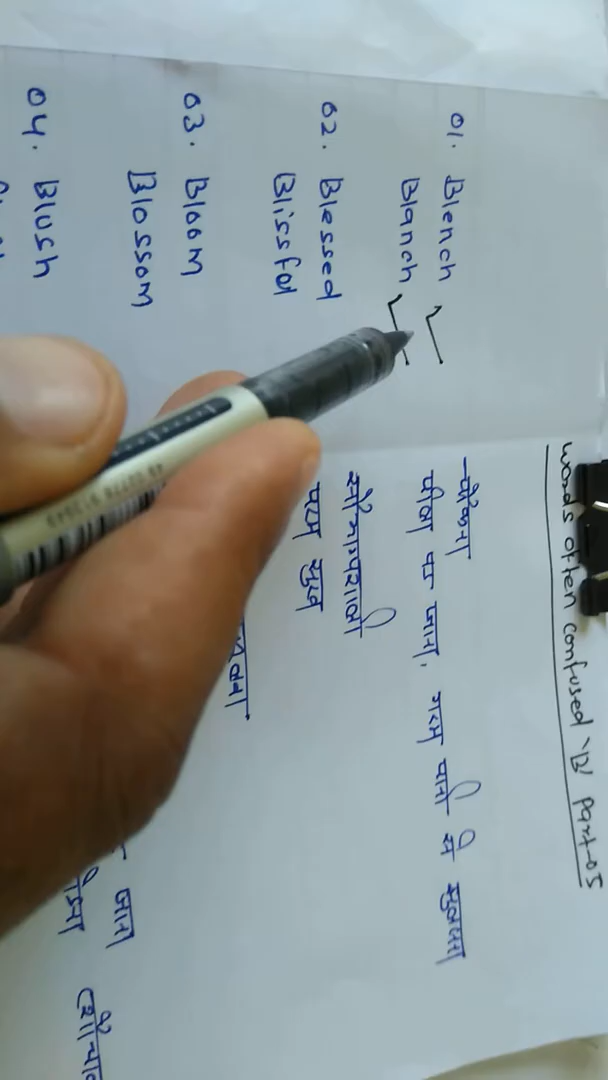 words often confused 'B' Part-05
01. Blench चौंकना
Blanch पीला पड़ जाना, गरम पानी से झुलसना
02. Blessed सौभाग्यशाली
Blissful परम सुख
03. Bloom
Blossom
04. Blush जाना